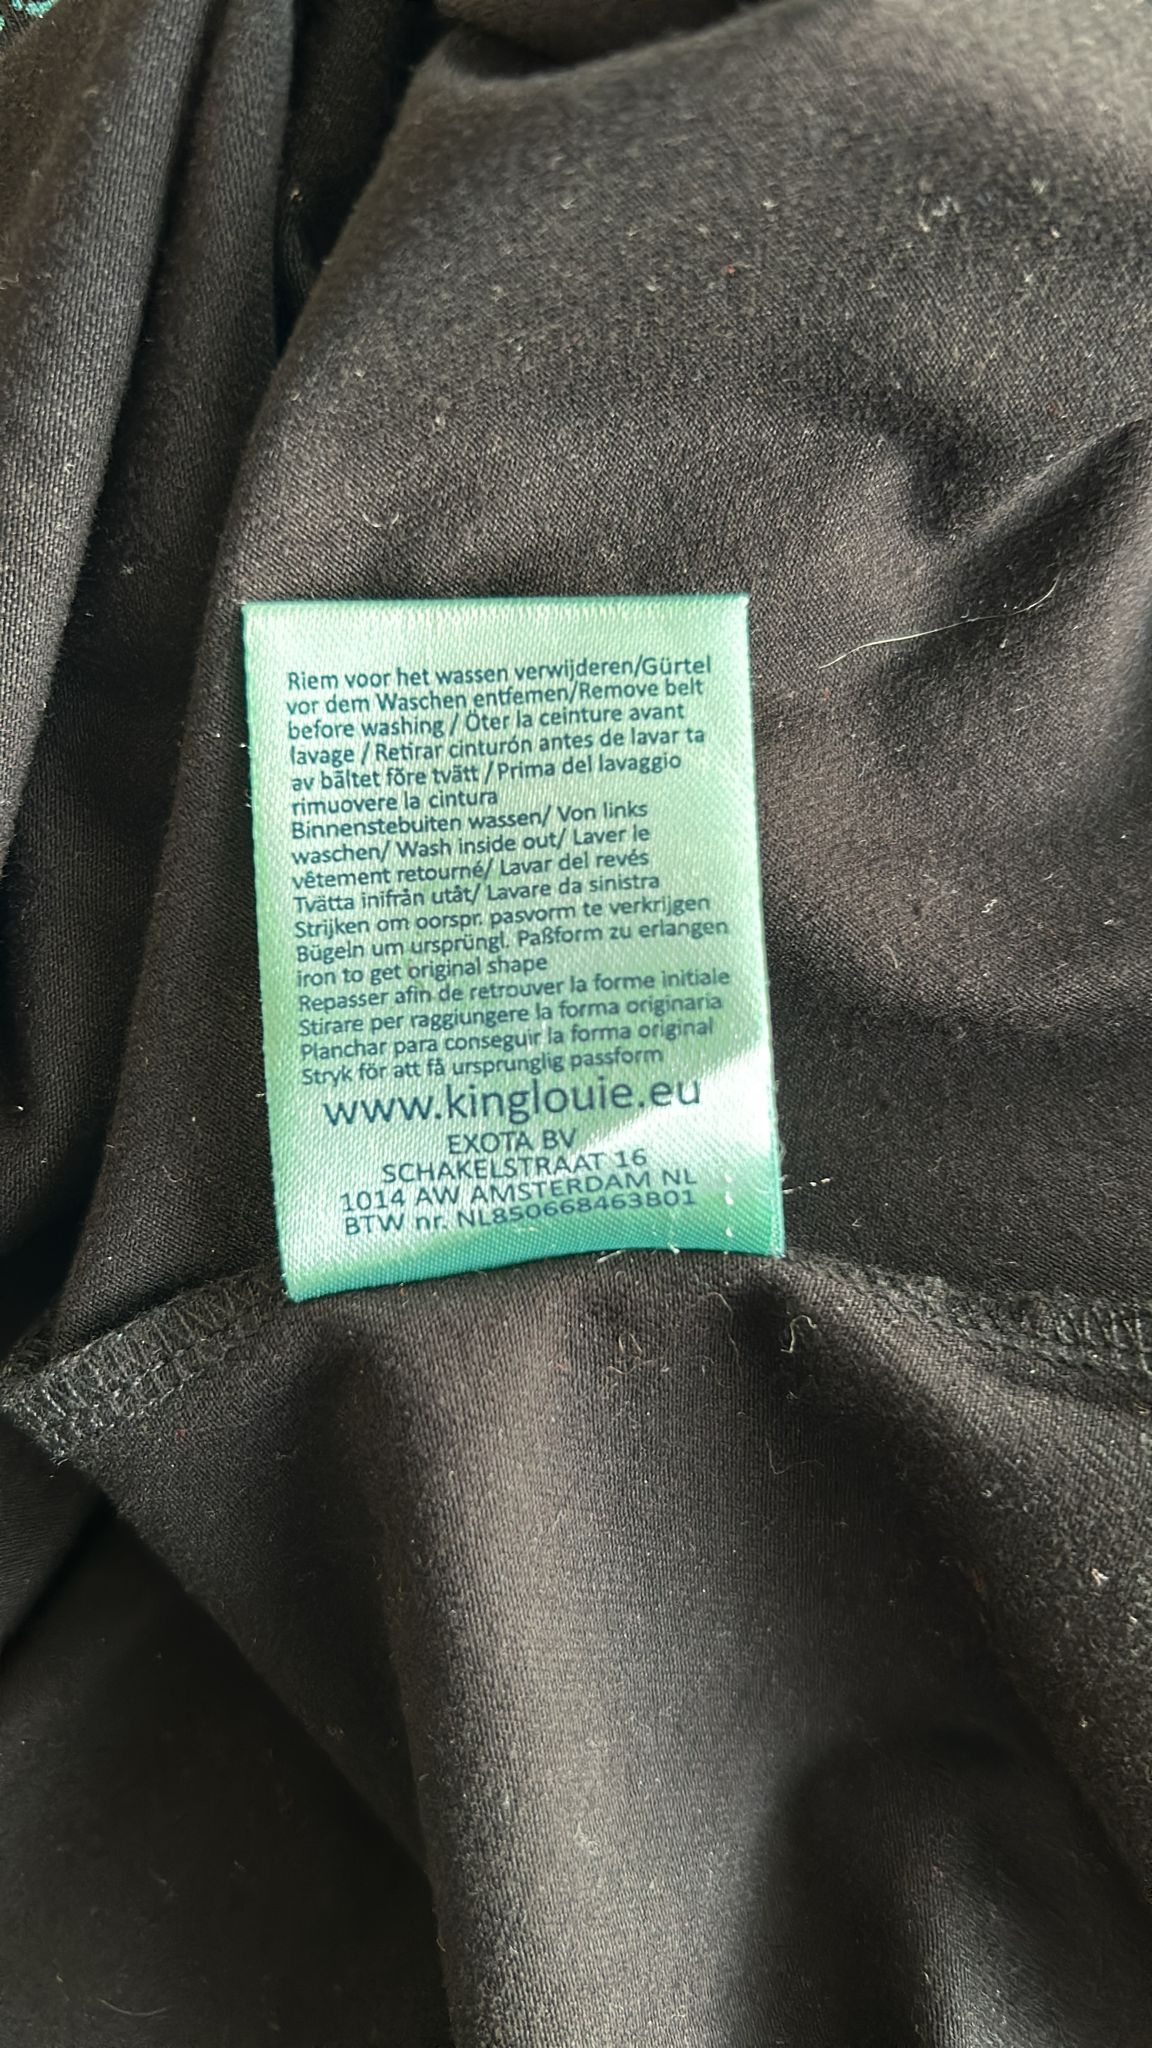 Riem voor het wassen verwijderen/Gürtel
vor dem Waschen entfemen/Remove belt
before washing / Öter la ceinture avant
lavage / Retirar cinturón antes de lavar ta
av bãltet fõre tvätt / Prima del lavaggio
rimuovere la cintura
Binnenstebuiten wassen/ Von links
waschen/ Wash inside out/ Laver le
vêtement retourné/ Lavar del revés
Tvätta inifrån utåt/ Lavare da sinistra
Strijken om oorspr. pasvorm te verkrijgen
Bügeln um ursprüngl. Paßform zu erlangen
iron to get original shape
Repasser afin de retrouver la forme initiale
Stirare per raggiungere la forma originaria
Planchar para conseguir la forma original
Stryk för att få ursprunglig passform
www.kinglouie.eu
EXOTA BV
SCHAKELSTRAAT 16
1014 AW AMSTERDAM NL
BTW nr. NL850668463B01